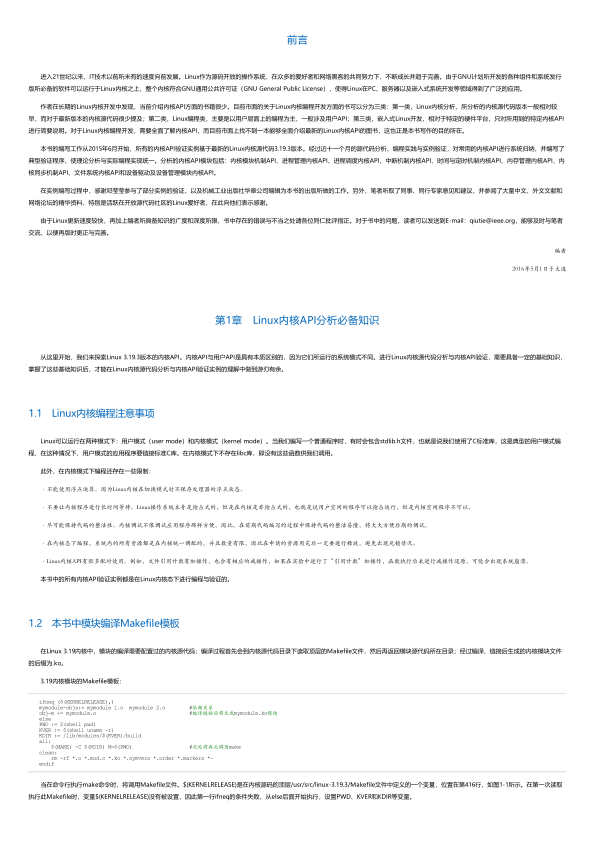 前言
进入21世纪以来，IT技术以前所未有的速度向前发展。Linux作为源码开放的操作系统，在众多的爱好者和网络黑客的共同努力下，不断成长并趋于完善。由于GNU计划所开发的各种组件和系统发行
版所必备的软件可以运行于Linux内核之上，整个内核符合GNU通用公共许可证（GNU General Public License），使得Linux在PC、服务器以及嵌入式系统开发等领域得到了广泛的应用。
作者在长期的Linux内核开发中发现，当前介绍内核API方面的书籍很少。目前市面的关于Linux内核编程开发方面的书可以分为三类：第一类，Linux内核分析，所分析的内核源代码版本一般相对较
早，而对于最新版本的内核源代码很少提及；第二类，Linux编程类，主要是以用户层面上的编程为主，一般涉及用户API；第三类，嵌入式Linux开发，相对于特定的硬件平台，只对所用到的特定内核API
进行简要说明。对于Linux内核编程开发，需要全面了解内核API，而目前市面上找不到一本能够全面介绍最新的Linux内核API的图书，这也正是本书写作的目的所在。
本书的编写工作从2015年6月开始，所有的内核API验证实例基于最新的Linux内核源代码3.19.3版本。经过近十一个月的源代码分析、编程实践与实例验证，对常用的内核API进行系统归纳，并编写了
典型验证程序，使理论分析与实际编程实现统一。分析的内核API模块包括：内核模块机制API，进程管理内核API，进程调度内核API，中断机制内核API，时间与定时机制内核API，内存管理内核API，内
核同步机制API，文件系统内核API和设备驱动及设备管理模块内核API。
在实例编写过程中，感谢邓莹莹参与了部分实例的验证，以及机械工业出版社华章公司编辑为本书的出版所做的工作。另外，笔者听取了同事、同行专家意见和建议，并参阅了大量中文、外文文献和
网络论坛的精华资料，特别是活跃在开放源代码社区的Linux爱好者，在此向他们表示感谢。
由于Linux更新速度较快，再加上编者所具备知识的广度和深度所限，书中存在的错误与不当之处请各位同仁批评指正。对于书中的问题，读者可以发送到E-mail：qiutie@ieee.org，能够及时与笔者
交流，以便再版时更正与完善。
编者
2016年5月1日于大连
第1章 Linux内核API分析必备知识
从这里开始，我们来探索Linux 3.19.3版本的内核API。内核API与用户API是具有本质区别的，因为它们所运行的系统模式不同。进行Linux内核源代码分析与内核API验证，需要具备一定的基础知识，
掌握了这些基础知识后，才能在Linux内核源代码分析与内核API验证实例的理解中做到游刃有余。
1.1 Linux内核编程注意事项
Linux可以运行在两种模式下：用户模式（user mode）和内核模式（kernel mode）。当我们编写一个普通程序时，有时会包含stdlib.h文件，也就是说我们使用了C标准库，这是典型的用户模式编
程，在这种情况下，用户模式的应用程序要链接标准C库。在内核模式下不存在libc库，即没有这些函数供我们调用。
此外，在内核模式下编程还存在一些限制：
·不能使用浮点运算。因为linux内核在切换模式时不保存处理器的浮点状态。
·不要让内核程序进行长时间等待。Linux操作系统本身是抢占式的，但是在内核是非抢占式的，也就是说用户空间的程序可以抢占运行，但是内核空间程序不可以。
·尽可能保持代码的整洁性。内核调试不像调试应用程序那样方便，因此，在前期代码编写的过程中保持代码的整洁易懂，将大大方便后期的调试。
·在内核态下编程，系统内的所有资源都是在内核统一调配的，并且数量有限，因此在申请的资源用完后一定要进行释放，避免出现死锁情况。
·Linux内核API有很多配对使用，例如，文件引用计数有加操作，也会有相应的减操作，如果在实验中进行了“引用计数”加操作，函数执行后未进行减操作还原，可能会出现系统崩溃。
本书中的所有内核API验证实例都是在Linux内核态下进行编程与验证的。
1.2 本书中模块编译Makefile模板
在Linux 3.19内核中，模块的编译需要配置过的内核源代码；编译过程首先会到内核源代码目录下读取顶层的Makefile文件，然后再返回模块源代码所在目录；经过编译、链接后生成的内核模块文件
的后缀为.ko。
3.19内核模块的Makefile模板：
ifneq ($(KERNELRELEASE),)
mymodule-objs:= mymodule 1.o mymodule 2.o #依赖关系
obj-m += mymodule.o #编译链接后将生成mymodule.ko模块
else
PWD := $(shell pwd)
KVER := $(shell uname -r)
KDIR := /lib/modules/$(KVER)/build
all:
$(MAKE) -C $(KDIR) M=$(PWD) #此处将再次调用make
clean:
rm -rf *.o *.mod.c *.ko *.symvers *.order *.markers *~
endif
当在命令行执行make命令时，将调用Makefile文件。$(KERNELRELEASE)是在内核源码的顶层/usr/src/linux-3.19.3/Makefile文件中定义的一个变量，位置在第416行，如图1-1所示。在第一次读取
执行此Makefile时，变量$(KERNELRELEASE)没有被设置，因此第一行ifneq的条件失败，从else后面开始执行，设置PWD、KVER和KDIR等变量。